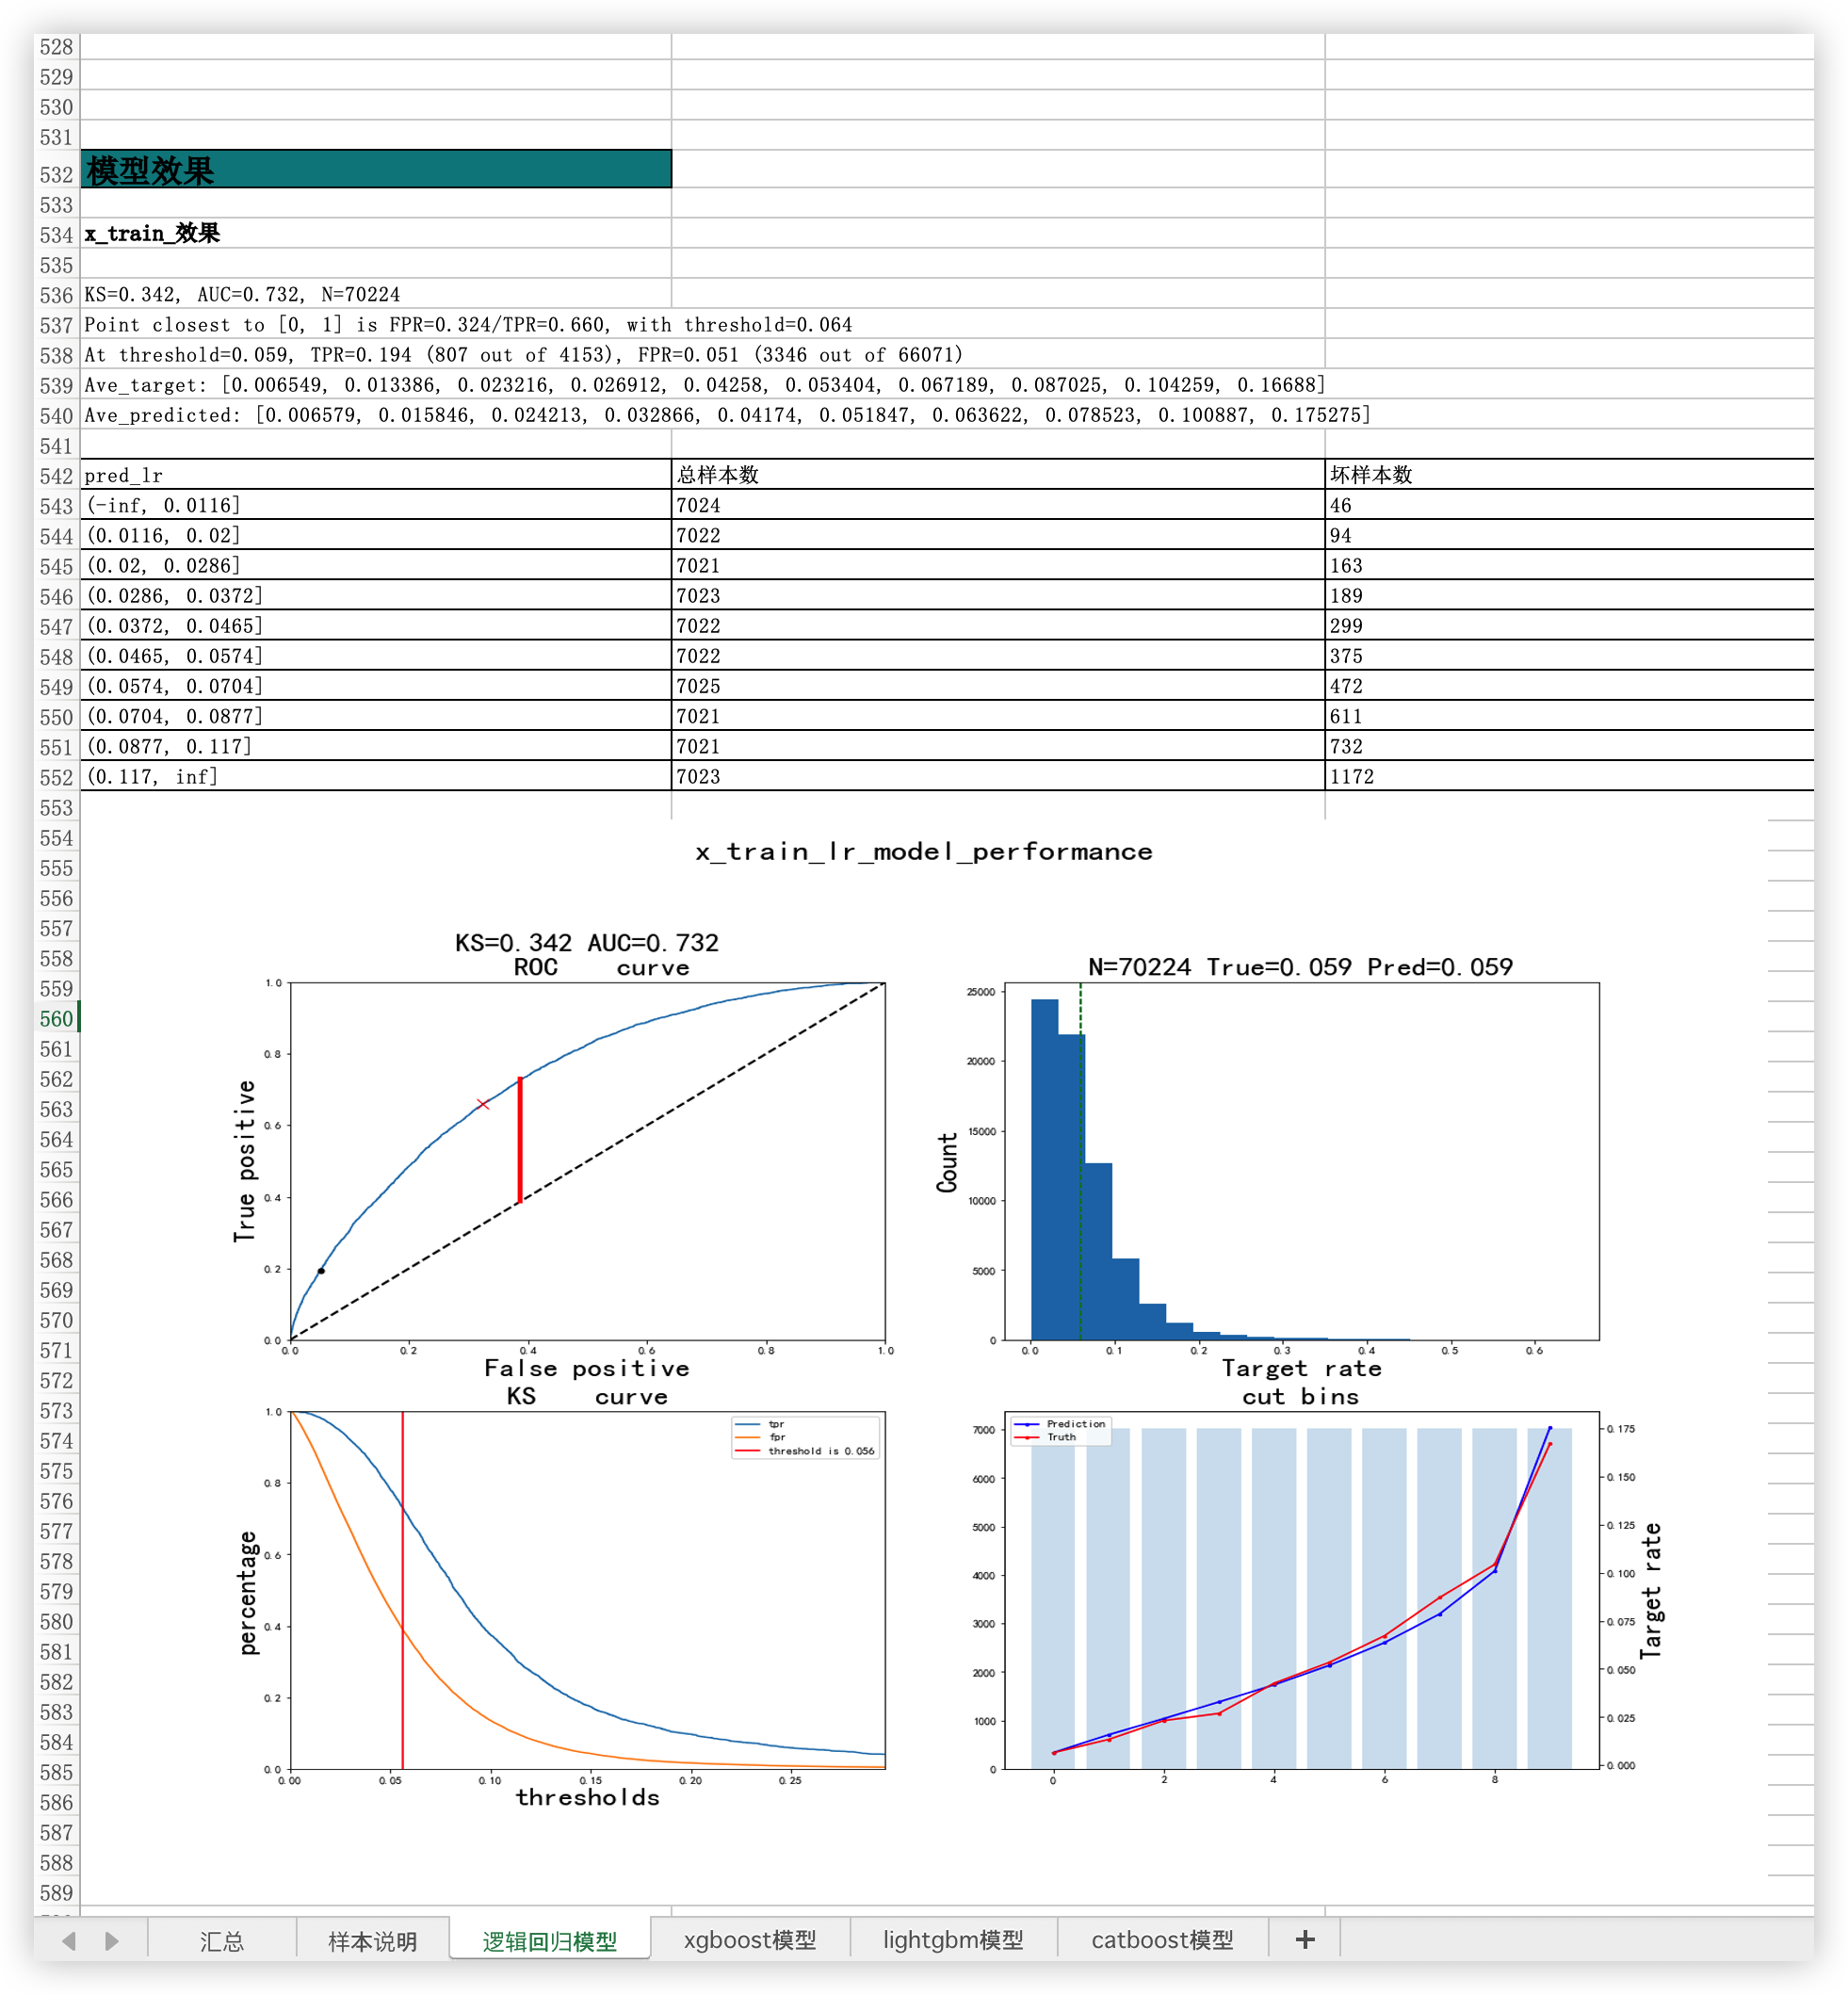 528
529
530
531
532 模型效果
533
534 x_train_效果
535
536 KS=0.342, AUC=0.732, N=70224
537 Point closest to [0, 1] is FPR=0.324/TPR=0.660, with threshold=0.064
538 At threshold=0.059, TPR=0.194 (807 out of 4153), FPR=0.051 (3346 out of 66071)
539 Ave_target: [0.006549, 0.013386, 0.023216, 0.026912, 0.04258, 0.053404, 0.067189, 0.087025, 0.104259, 0.16688]
540 Ave_predicted: [0.006579, 0.015846, 0.024213, 0.032866, 0.04174, 0.051847, 0.063622, 0.078523, 0.100887, 0.175275]
541
542 pred_lr 总样本数 坏样本数
543 (-inf, 0.0116] 7024 46
544 (0.0116, 0.02] 7022 94
545 (0.02, 0.0286] 7021 163
546 (0.0286, 0.0372] 7023 189
547 (0.0372, 0.0465] 7022 299
548 (0.0465, 0.0574] 7022 375
549 (0.0574, 0.0704] 7025 472
550 (0.0704, 0.0877] 7021 611
551 (0.0877, 0.117] 7021 732
552 (0.117, inf] 7023 1172
553
554
555
556
557
558
559
560
561
562
563
564
565
566
567
568
569
570
571
572
573
574
575
576
577
578
579
580
581
582
583
584
585
586
587
588
589
x_train_lr_model_performance
KS=0.342 AUC=0.732
ROC curve
True positive
1.0
0.8
0.6
0.4
0.2
0.0
0.0 0.2 0.4 0.6 0.8 1.0
False positive
N=70224 True=0.059 Pred=0.059
Count
25000
20000
15000
10000
5000
0
0.0 0.1 0.2 0.3 0.4 0.5 0.6
Target rate
KS curve
percentage
1.0
0.8
0.6
0.4
0.2
0.0
tpr
fpr
threshold is 0.056
0.00 0.05 0.10 0.15 0.20 0.25
thresholds
cut bins
7000
6000
5000
4000
3000
2000
1000
0
Prediction
Truth
0 2 4 6 8
0.175
0.150
0.125
0.100
0.075
0.050
0.025
0.000
Target rate
汇总 样本说明 逻辑回归模型 xgboost模型 lightgbm模型 catboost模型 +